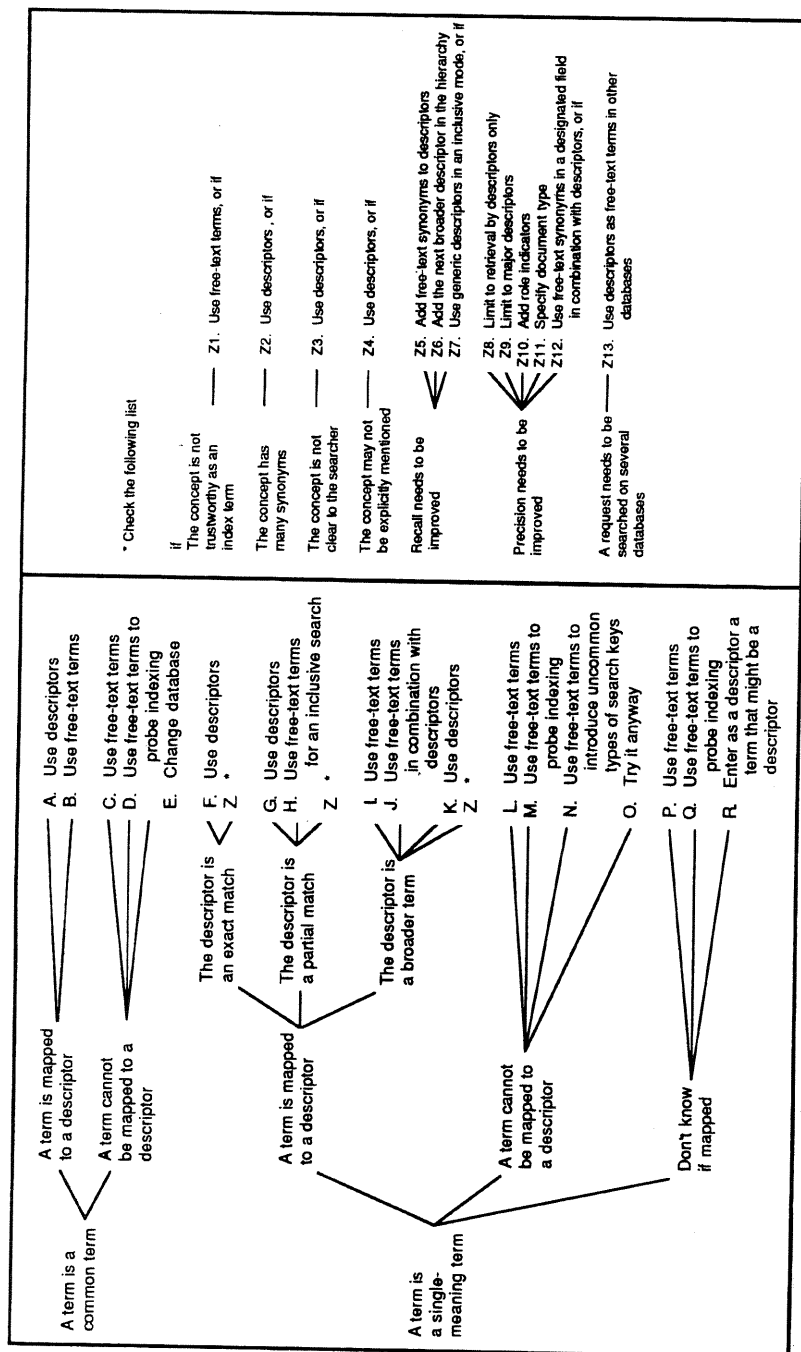 A term is a
common term
A term is mapped
to a descriptor
A. Use descriptors
B. Use free-text terms
A term cannot
be mapped to a
descriptor
C. Use free-text terms
D. Use free-text terms to
probe indexing
E. Change database
A term is
a single-
meaning term
A term is mapped
to a descriptor
The descriptor is
an exact match
F. Use descriptors
Z *
The descriptor is
a partial match
G. Use descriptors
H. Use free-text terms
for an inclusive search
Z *
The descriptor is
a broader term
I. Use free-text terms
J. Use free-text terms
in combination with
descriptors
K. Use descriptors
Z *
A term cannot
be mapped to
a descriptor
L. Use free-text terms
M. Use free-text terms to
probe indexing
N. Use free-text terms to
introduce uncommon
types of search keys
O. Try it anyway
Don't know
if mapped
P. Use free-text terms
Q. Use free-text terms to
probe indexing
R. Enter as a descriptor a
term that might be a
descriptor
* Check the following list
if
The concept is not
trustworthy as an
index term
Z1. Use free-text terms, or if
The concept has
many synonyms
Z2. Use descriptors , or if
The concept is not
clear to the searcher
Z3. Use descriptors, or if
The concept may not
be explicitly mentioned
Z4. Use descriptors, or if
Recall needs to be
improved
Z5. Add free-text synonyms to descriptors
Z6. Add the next broader descriptor in the hierarchy
Z7. Use generic descriptors in an inclusive mode, or if
Precision needs to be
improved
Z8. Limit to retrieval by descriptors only
Z9. Limit to major descriptors
Z10. Add role indicators
Z11. Specify document type
Z12. Use free-text synonyms in a designated field
in combination with descriptors, or if
A request needs to be
searched on several
databases
Z13. Use descriptors as free-text terms in other
databases